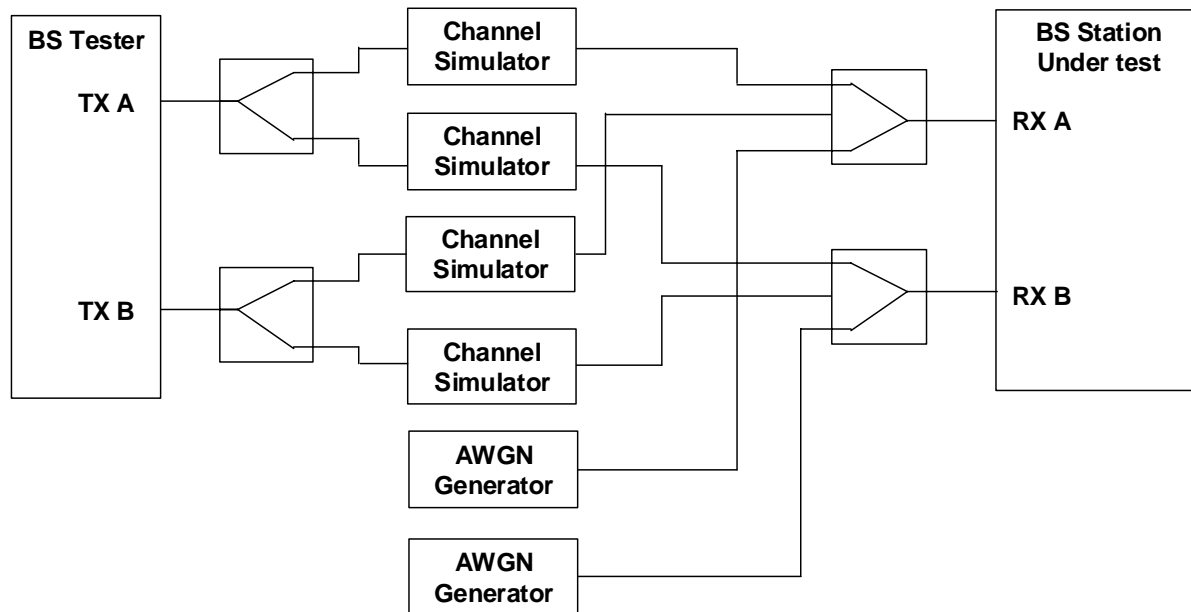 BS Tester
TX A
TX B
Channel
Simulator
Channel
Simulator
Channel
Simulator
Channel
Simulator
AWGN
Generator
AWGN
Generator
BS Station
Under test
RX A
RX B